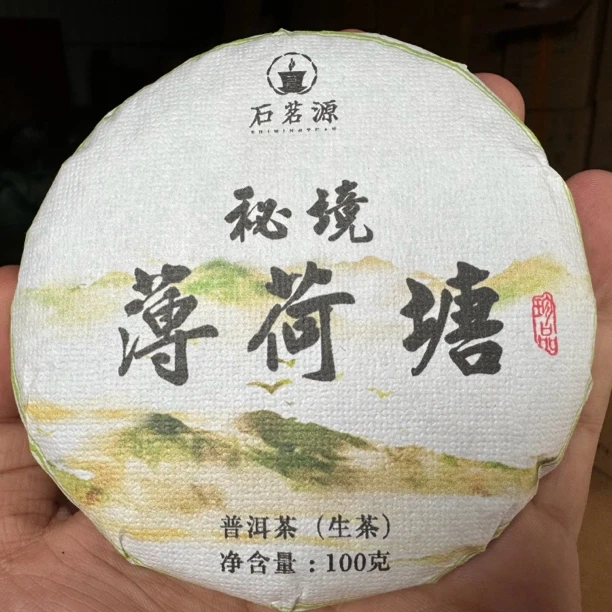 石茗源
SHIMINGYUAN
秘境
薄荷塘
珍品
普洱茶（生茶）
净含量：100克